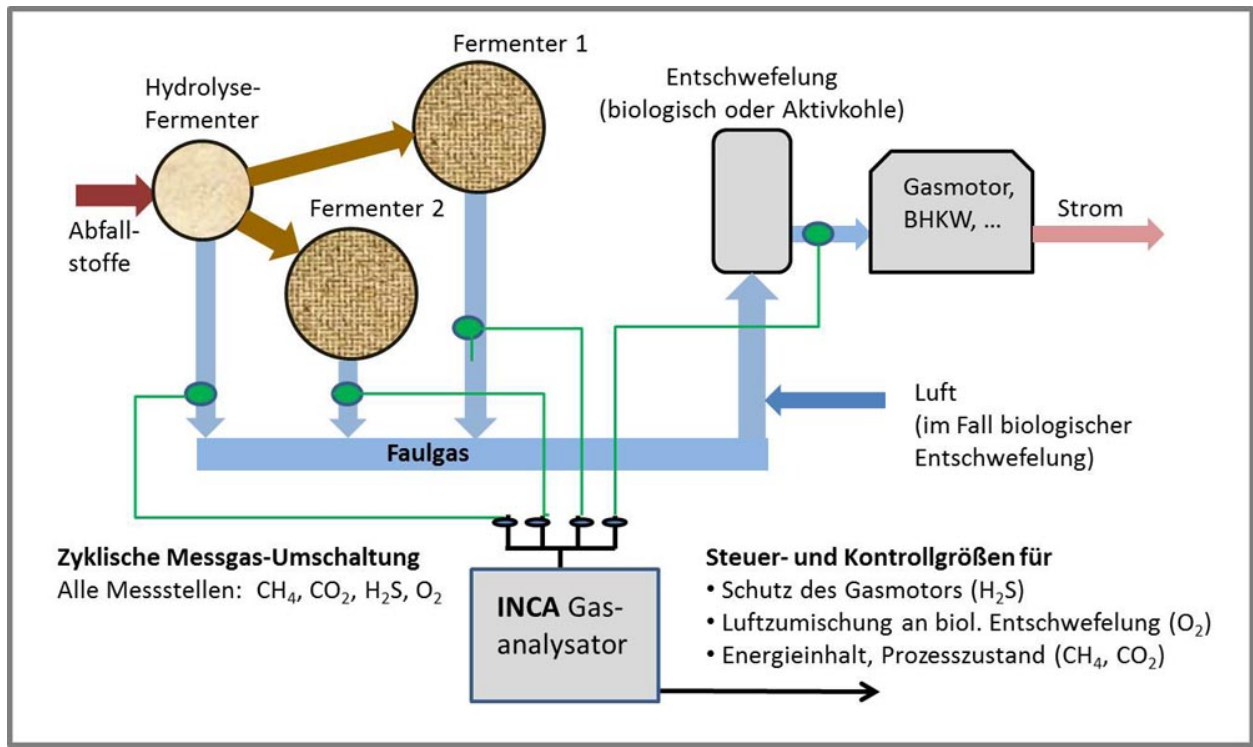 Fermenter 1
Hydrolyse-
Fermenter
Entschwefelung
(biologisch oder Aktivkohle)
Gasmotor,
BHKW, ...
Strom
Fermenter 2
Abfall-
stoffe
Luft
(im Fall biologischer
Entschwefelung)
Faulgas
Zyklische Messgas-Umschaltung
Alle Messstellen: CH₄, CO₂, H₂S, O₂
INCA Gas-
analysator
Steuer- und Kontrollgrößen für
• Schutz des Gasmotors (H₂S)
• Luftzumischung an biol. Entschwefelung (O₂)
• Energieinhalt, Prozesszustand (CH₄, CO₂)